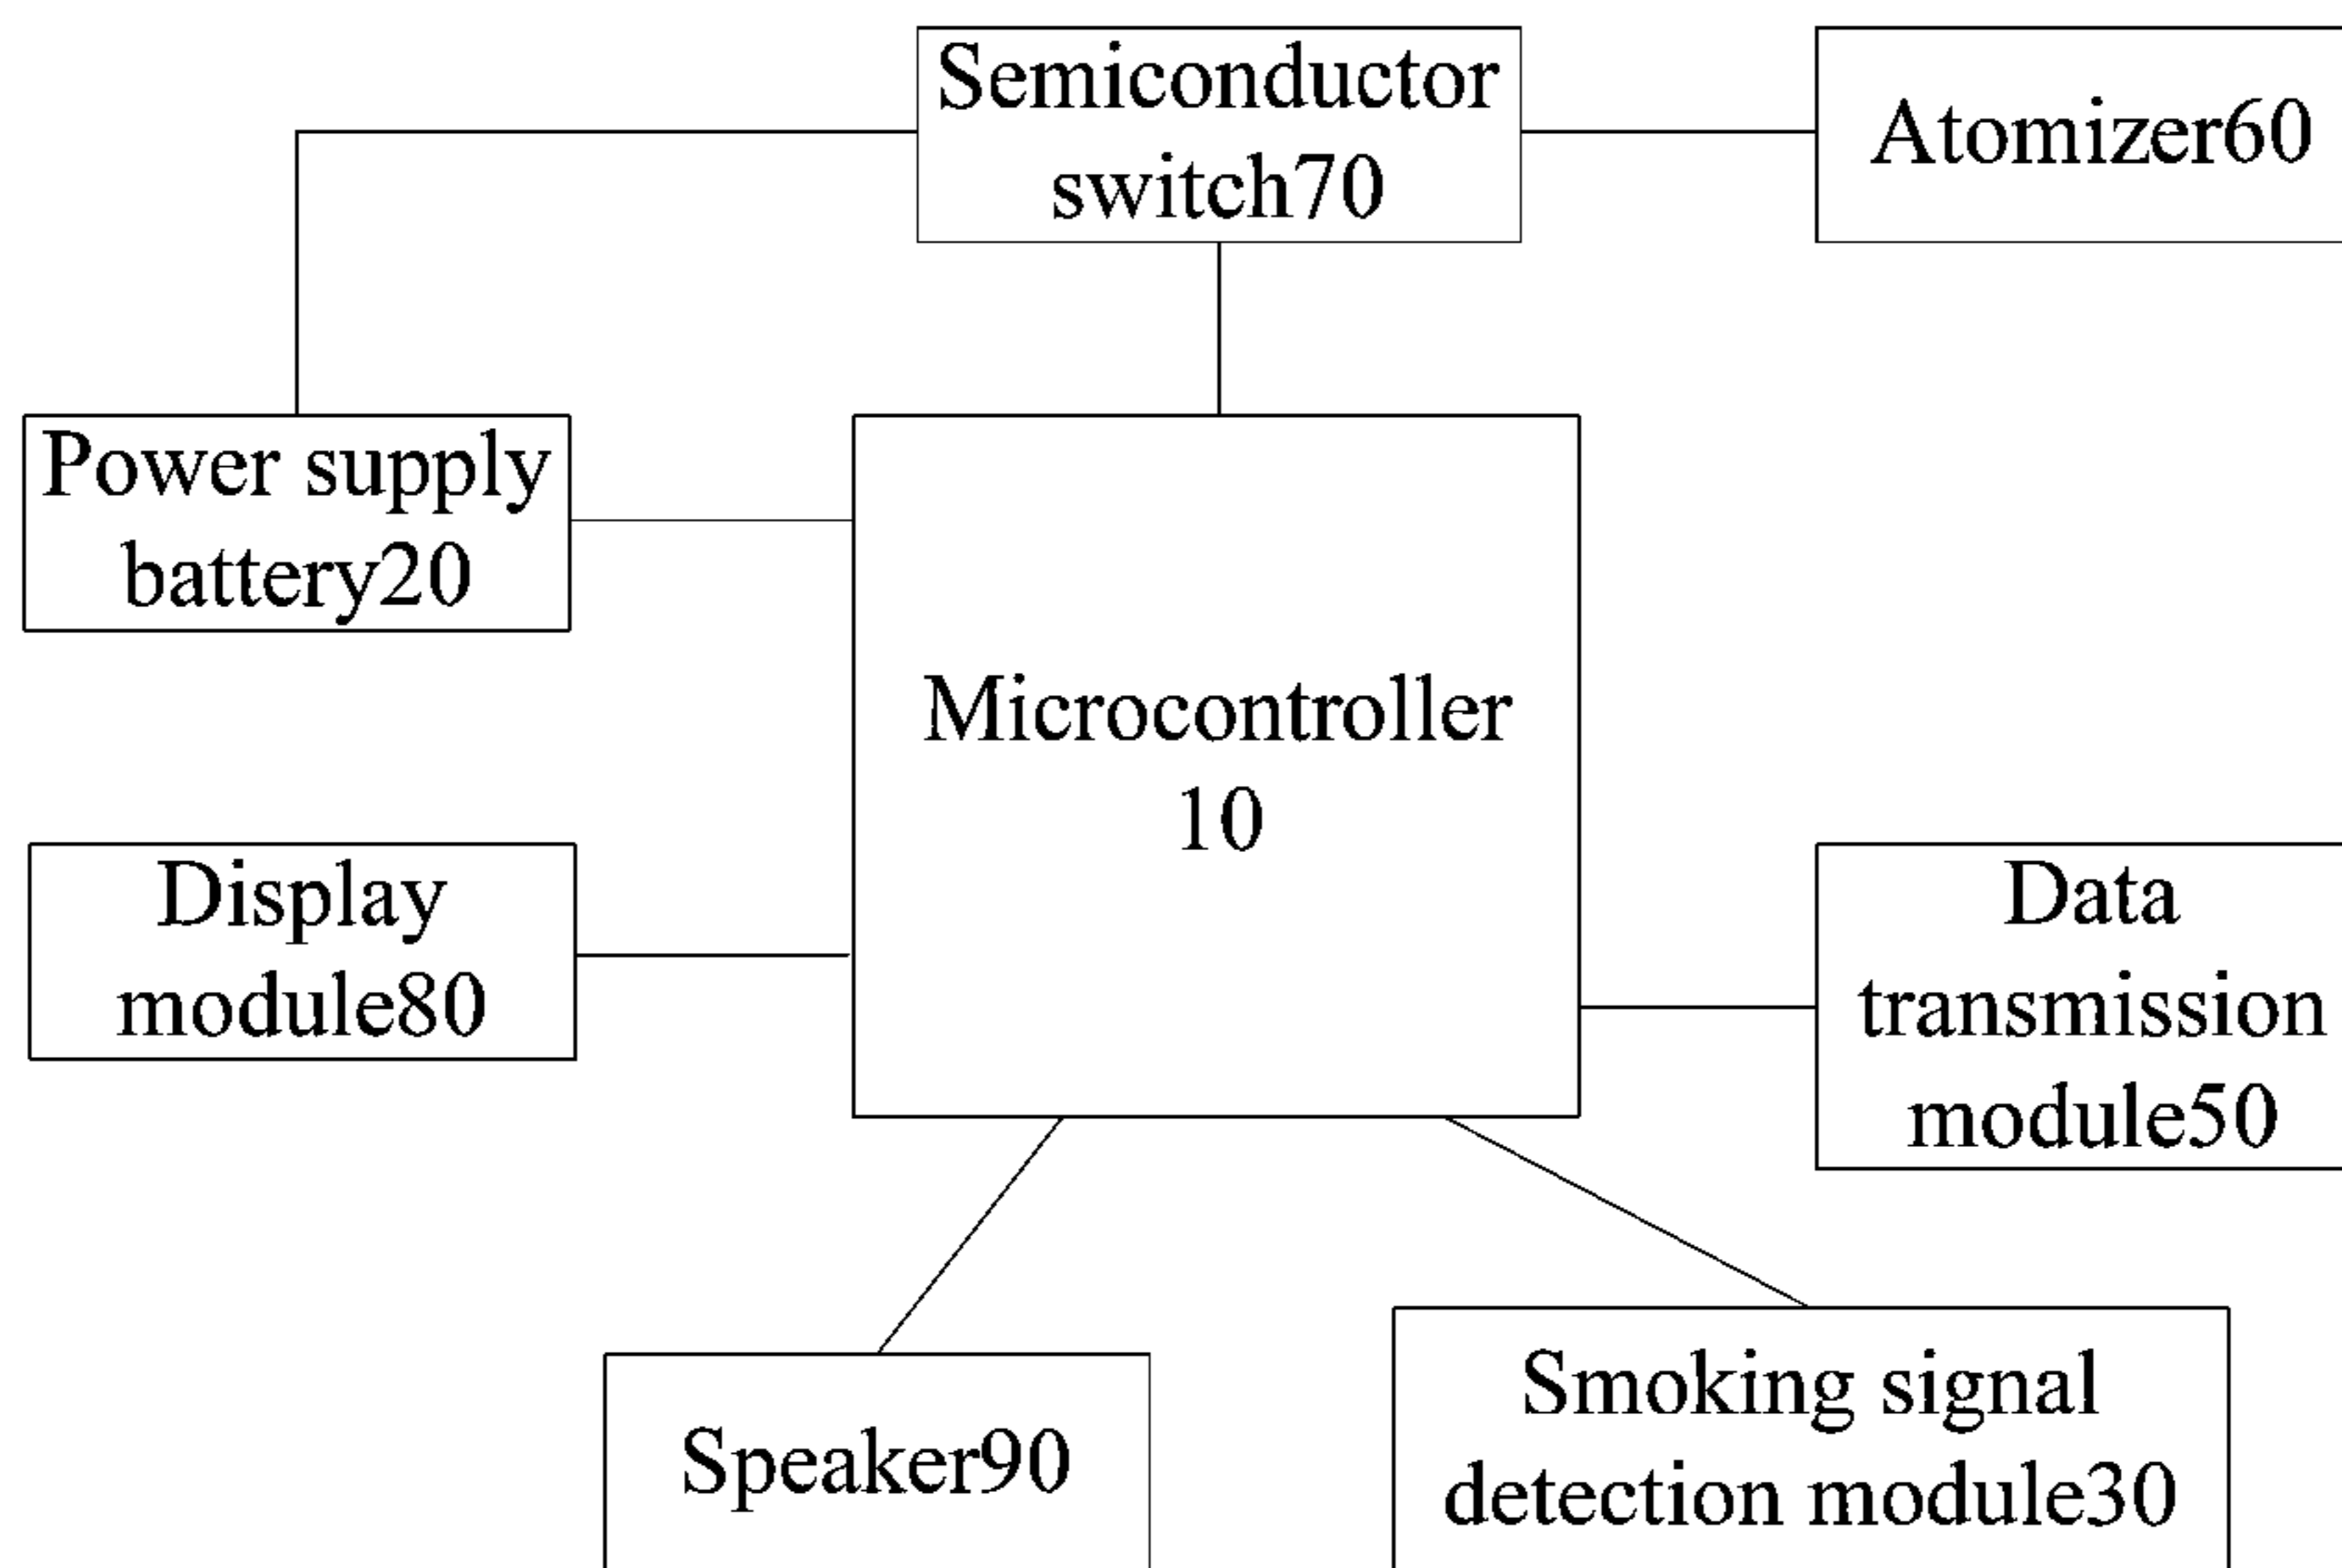 Semiconductor
switch70
Atomizer60
Power supply
battery20
Microcontroller
10
Display
module80
Data
transmission
module50
Speaker90
Smoking signal
detection module30